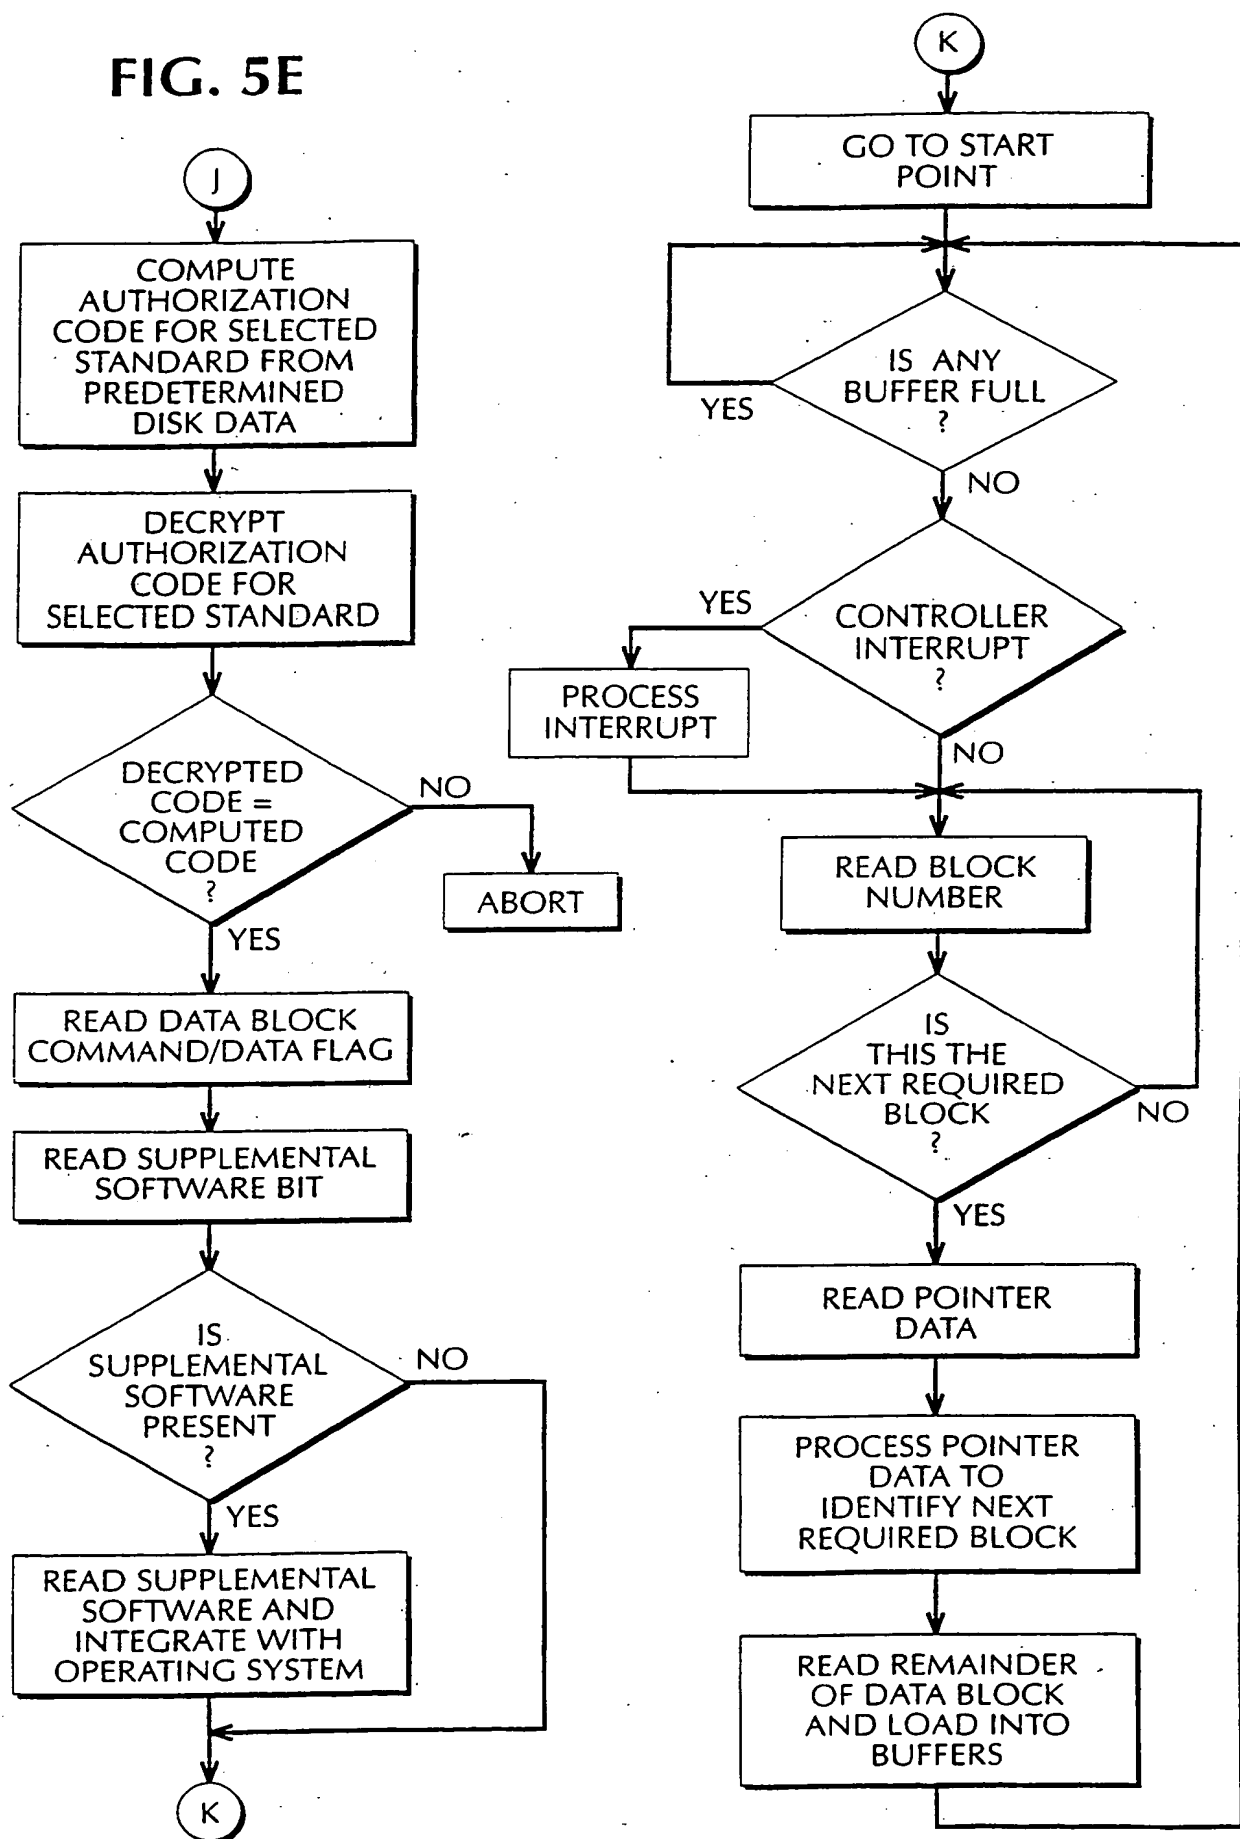 FIG. 5E
J
COMPUTE
AUTHORIZATION
CODE FOR SELECTED
STANDARD FROM
PREDETERMINED
DISK DATA
DECRYPT
AUTHORIZATION
CODE FOR
SELECTED STANDARD
DECRYPTED
CODE =
COMPUTED
CODE
?
NO
ABORT
YES
READ DATA BLOCK
COMMAND/DATA FLAG
READ SUPPLEMENTAL
SOFTWARE BIT
IS
SUPPLEMENTAL
SOFTWARE
PRESENT
?
NO
YES
READ SUPPLEMENTAL
SOFTWARE AND
INTEGRATE WITH
OPERATING SYSTEM
K
K
GO TO START
POINT
IS ANY
BUFFER FULL
?
YES
NO
CONTROLLER
INTERRUPT
?
YES
PROCESS
INTERRUPT
NO
READ BLOCK
NUMBER
IS
THIS THE
NEXT REQUIRED
BLOCK
?
NO
YES
READ POINTER
DATA
PROCESS POINTER
DATA TO
IDENTIFY NEXT
REQUIRED BLOCK
READ REMAINDER
OF DATA BLOCK
AND LOAD INTO
BUFFERS